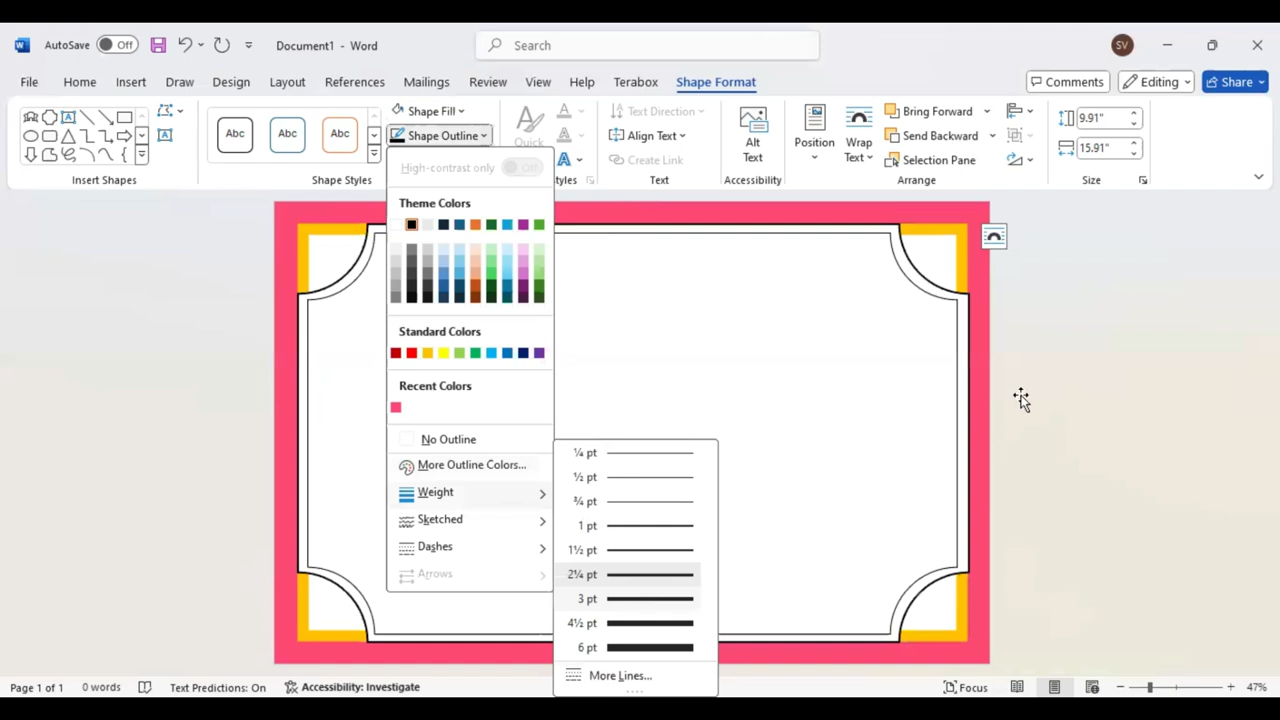 AutoSave Off Document1 - Word Search SV
File Home Insert Draw Design Layout References Mailings Review View Help Terabox Shape Format Comments Editing Share
Abc Abc Abc Shape Fill Text Direction Bring Forward 9.91"
Shape Outline Quick Align Text Alt Text Position Wrap Text Send Backward 15.91"
Create Link Selection Pane
Insert Shapes Shape Styles Text Accessibility Arrange Size
High-contrast only Off
Theme Colors
Standard Colors
Recent Colors
No Outline
More Outline Colors...
Weight
Sketched
Dashes
Arrows
¼ pt
½ pt
¾ pt
1 pt
1½ pt
2¼ pt
3 pt
4½ pt
6 pt
More Lines...
Page 1 of 1 0 words Text Predictions: On Accessibility: Investigate Focus 47%